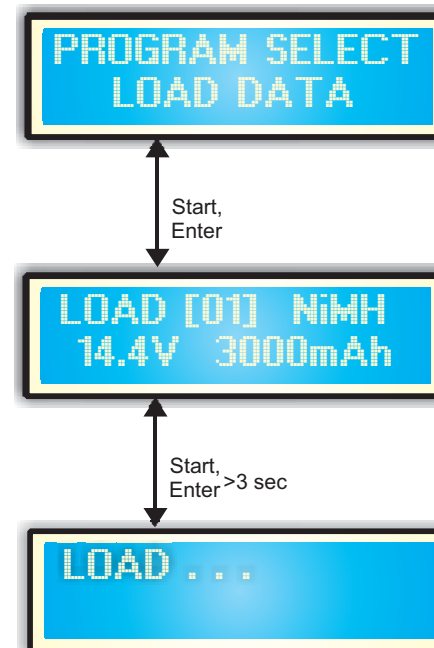 PROGRAM SELECT
LOAD DATA
Start,
Enter
LOAD [01] NiMH
14.4V 3000mAh
Start,
Enter >3 sec
LOAD . . .